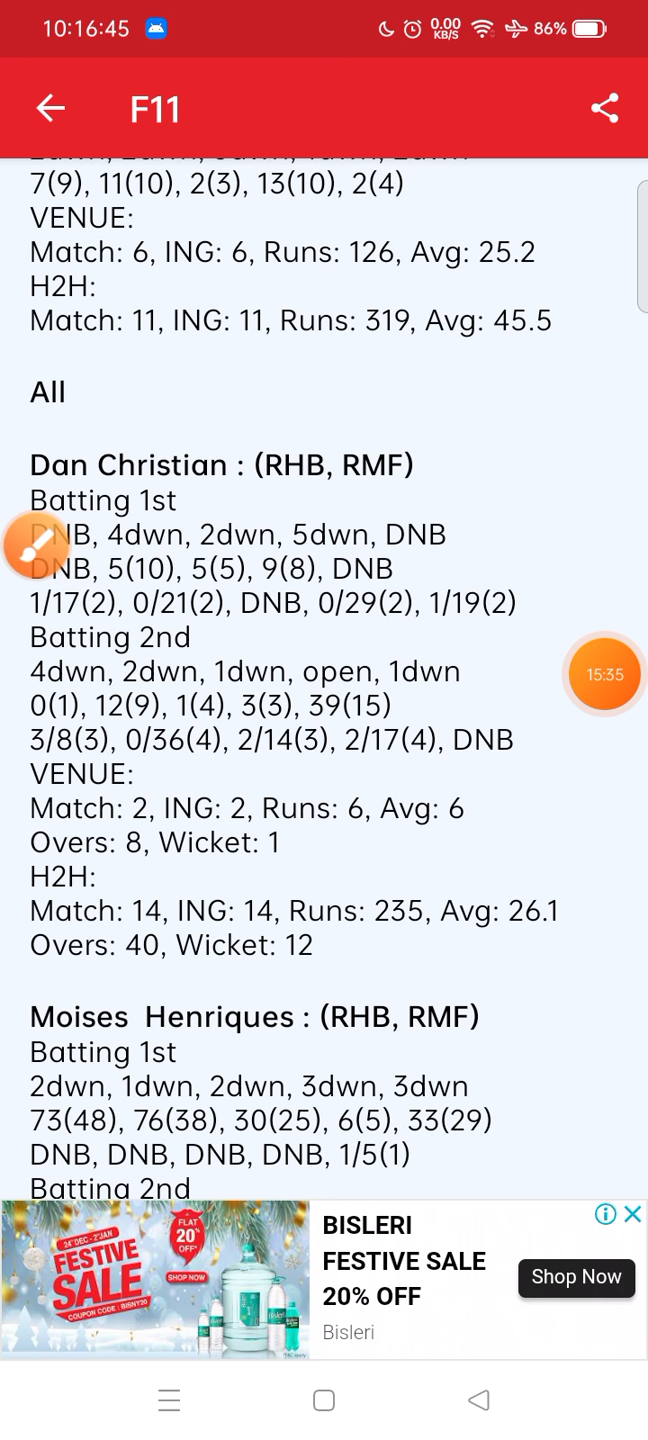 10:16:45
0.00 KB/S
86%
F11
7(9), 11(10), 2(3), 13(10), 2(4)
VENUE:
Match: 6, ING: 6, Runs: 126, Avg: 25.2
H2H:
Match: 11, ING: 11, Runs: 319, Avg: 45.5
All
Dan Christian : (RHB, RMF)
Batting 1st
DNB, 4dwn, 2dwn, 5dwn, DNB
DNB, 5(10), 5(5), 9(8), DNB
1/17(2), 0/21(2), DNB, 0/29(2), 1/19(2)
Batting 2nd
4dwn, 2dwn, 1dwn, open, 1dwn
15:35
0(1), 12(9), 1(4), 3(3), 39(15)
3/8(3), 0/36(4), 2/14(3), 2/17(4), DNB
VENUE:
Match: 2, ING: 2, Runs: 6, Avg: 6
Overs: 8, Wicket: 1
H2H:
Match: 14, ING: 14, Runs: 235, Avg: 26.1
Overs: 40, Wicket: 12
Moises  Henriques : (RHB, RMF)
Batting 1st
2dwn, 1dwn, 2dwn, 3dwn, 3dwn
73(48), 76(38), 30(25), 6(5), 33(29)
DNB, DNB, DNB, DNB, 1/5(1)
Batting 2nd
24TH DEC - 2ND JAN
FESTIVE
SALE
COUPON CODE : BISNY20
FLAT
20%
OFF*
SHOP NOW
BISLERI
FESTIVE SALE
20% OFF
Bisleri
Shop Now